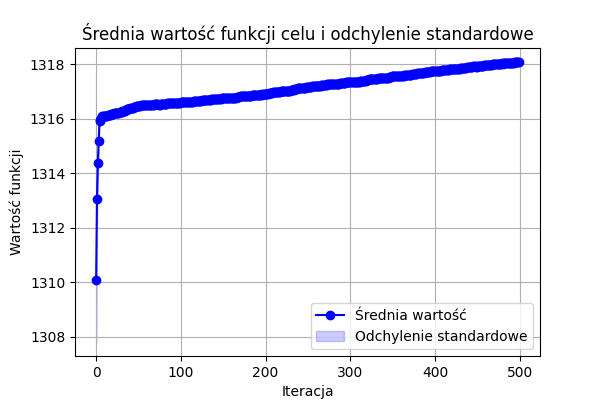 Średnia wartość funkcji celu i odchylenie standardowe
Wartość funkcji
1318
1316
1314
1312
1310
1308
0 100 200 300 400 500
Iteracja
Średnia wartość
Odchylenie standardowe